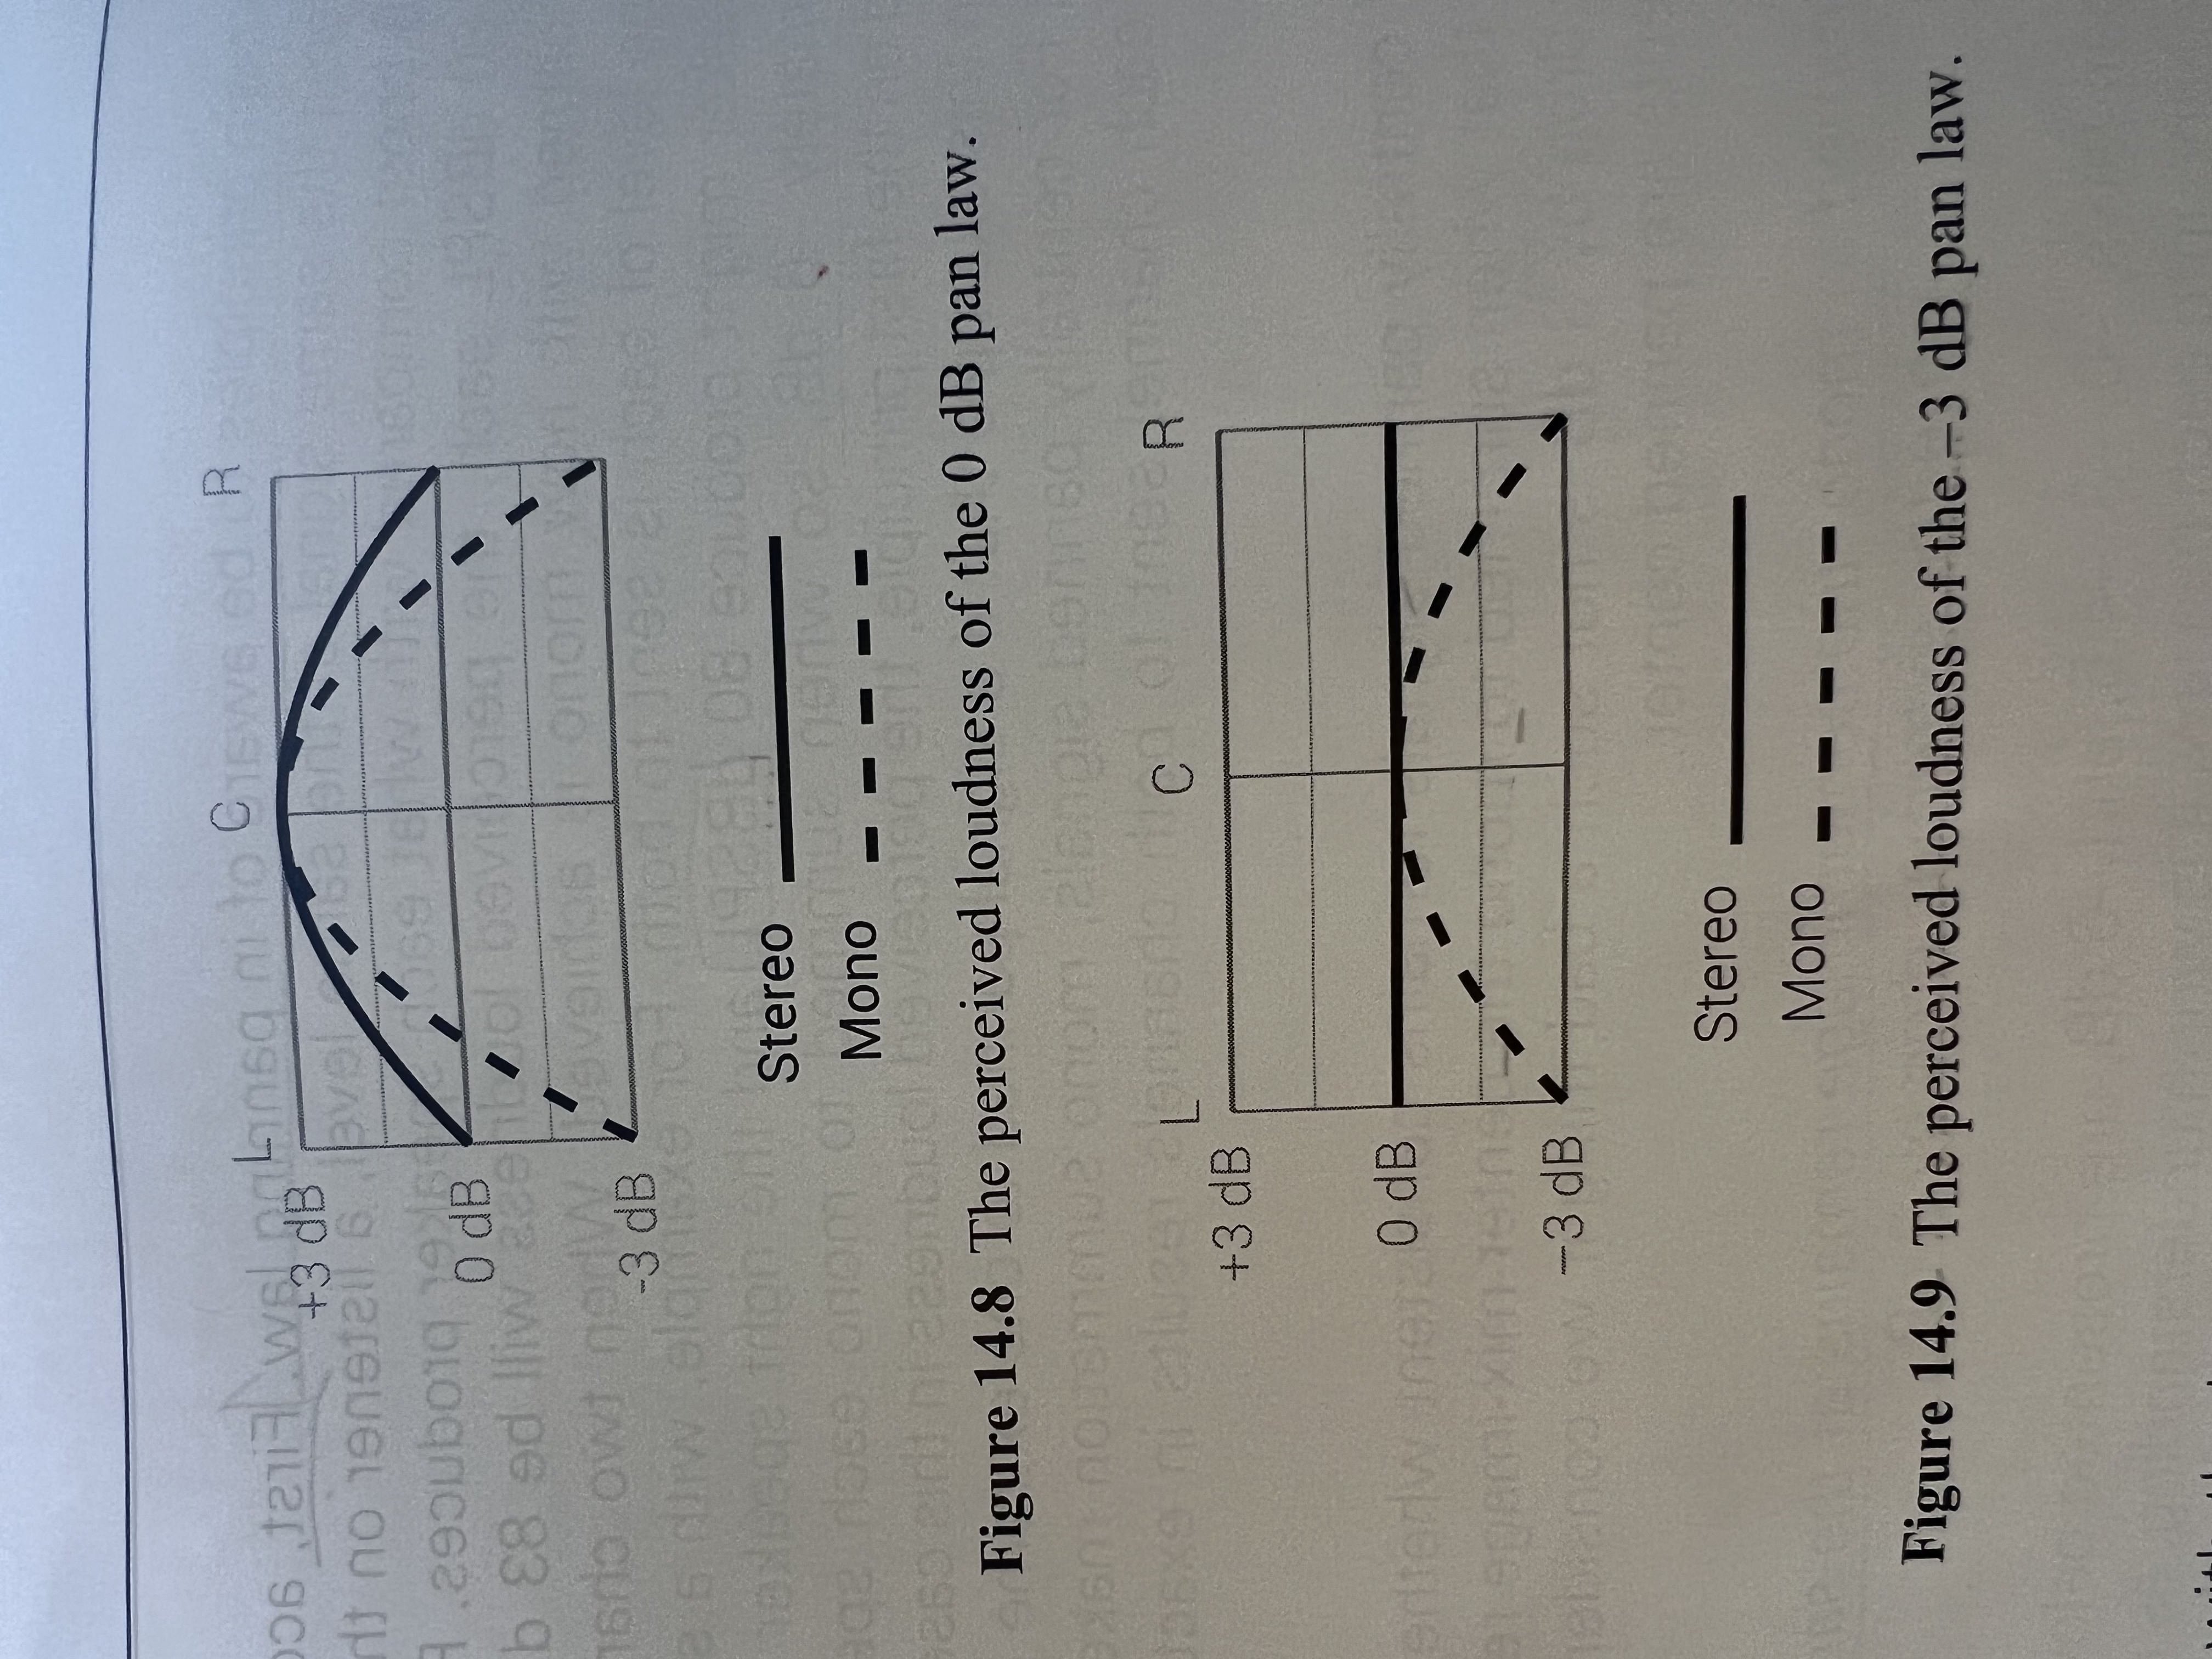 L C R
+3 dB
0 dB
-3 dB
Stereo
Mono
Figure 14.8 The perceived loudness of the 0 dB pan law.
L C R
+3 dB
0 dB
−3 dB
Stereo
Mono
Figure 14.9 The perceived loudness of the –3 dB pan law.